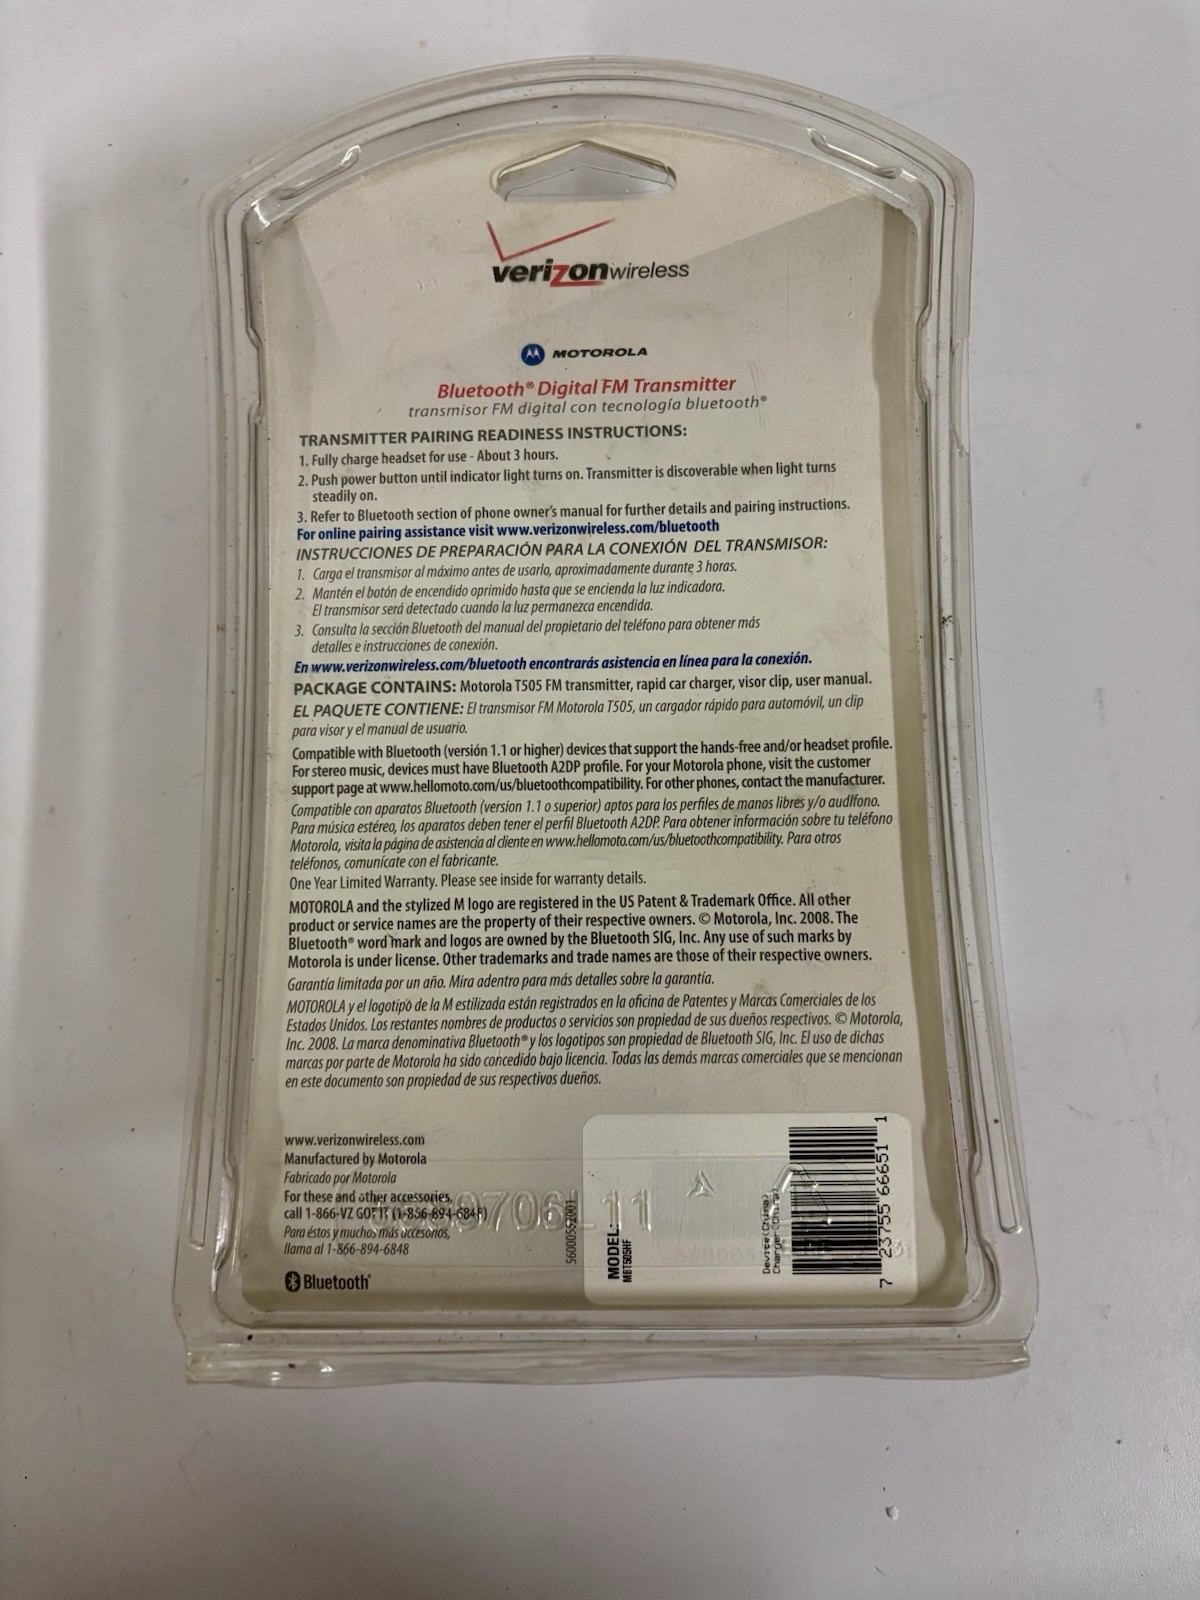 verizonwireless
MOTOROLA
Bluetooth® Digital FM Transmitter
transmisor FM digital con tecnología bluetooth®
TRANSMITTER PAIRING READINESS INSTRUCTIONS:
1. Fully charge headset for use - About 3 hours.
2. Push power button until indicator light turns on. Transmitter is discoverable when light turns
steadily on.
3. Refer to Bluetooth section of phone owner's manual for further details and pairing instructions.
For online pairing assistance visit www.verizonwireless.com/bluetooth
INSTRUCCIONES DE PREPARACIÓN PARA LA CONEXIÓN DEL TRANSMISOR:
1. Carga el transmisor al máximo antes de usarlo, aproximadamente durante 3 horas.
2. Mantén el botón de encendido oprimido hasta que se encienda la luz indicadora.
El transmisor será detectado cuando la luz permanezca encendida.
3. Consulta la sección Bluetooth del manual del propietario del teléfono para obtener más
detalles e instrucciones de conexión.
En www.verizonwireless.com/bluetooth encontrarás asistencia en línea para la conexión.
PACKAGE CONTAINS: Motorola T505 FM transmitter, rapid car charger, visor clip, user manual.
EL PAQUETE CONTIENE: El transmisor FM Motorola T505, un cargador rápido para automóvil, un clip
para visor y el manual de usuario.
Compatible with Bluetooth (versión 1.1 or higher) devices that support the hands-free and/or headset profile.
For stereo music, devices must have Bluetooth A2DP profile. For your Motorola phone, visit the customer
support page at www.hellomoto.com/us/bluetoothcompatibility. For other phones, contact the manufacturer.
Compatible con aparatos Bluetooth (version 1.1 o superior) aptos para los perfiles de manos libres y/o audífono.
Para música estéreo, los aparatos deben tener el perfil Bluetooth A2DP. Para obtener información sobre tu teléfono
Motorola, visita la página de asistencia al cliente en www.hellomoto.com/us/bluetoothcompatibility. Para otros
teléfonos, comunícate con el fabricante.
One Year Limited Warranty. Please see inside for warranty details.
MOTOROLA and the stylized M logo are registered in the US Patent & Trademark Office. All other
product or service names are the property of their respective owners. © Motorola, Inc. 2008. The
Bluetooth® word mark and logos are owned by the Bluetooth SIG, Inc. Any use of such marks by
Motorola is under license. Other trademarks and trade names are those of their respective owners.
Garantía limitada por un año. Mira adentro para más detalles sobre la garantía.
MOTOROLA y el logotipo de la M estilizada están registrados en la oficina de Patentes y Marcas Comerciales de los
Estados Unidos. Los restantes nombres de productos o servicios son propiedad de sus dueños respectivos. © Motorola,
Inc. 2008. La marca denominativa Bluetooth® y los logotipos son propiedad de Bluetooth SIG, Inc. El uso de dichas
marcas por parte de Motorola ha sido concedido bajo licencia. Todas las demás marcas comerciales que se mencionan
en este documento son propiedad de sus respectivos dueños.
www.verizonwireless.com
Manufactured by Motorola
Fabricado por Motorola
For these and other accessories,
call 1-866-VZ GOT IT (1-866-894-6848)
Para éstos y muchos más accesorios,
llama al 1-866-894-6848
Bluetooth®
MODEL:
MBT505HF
Device(China)
Charger(China)
7 23755 66651 1